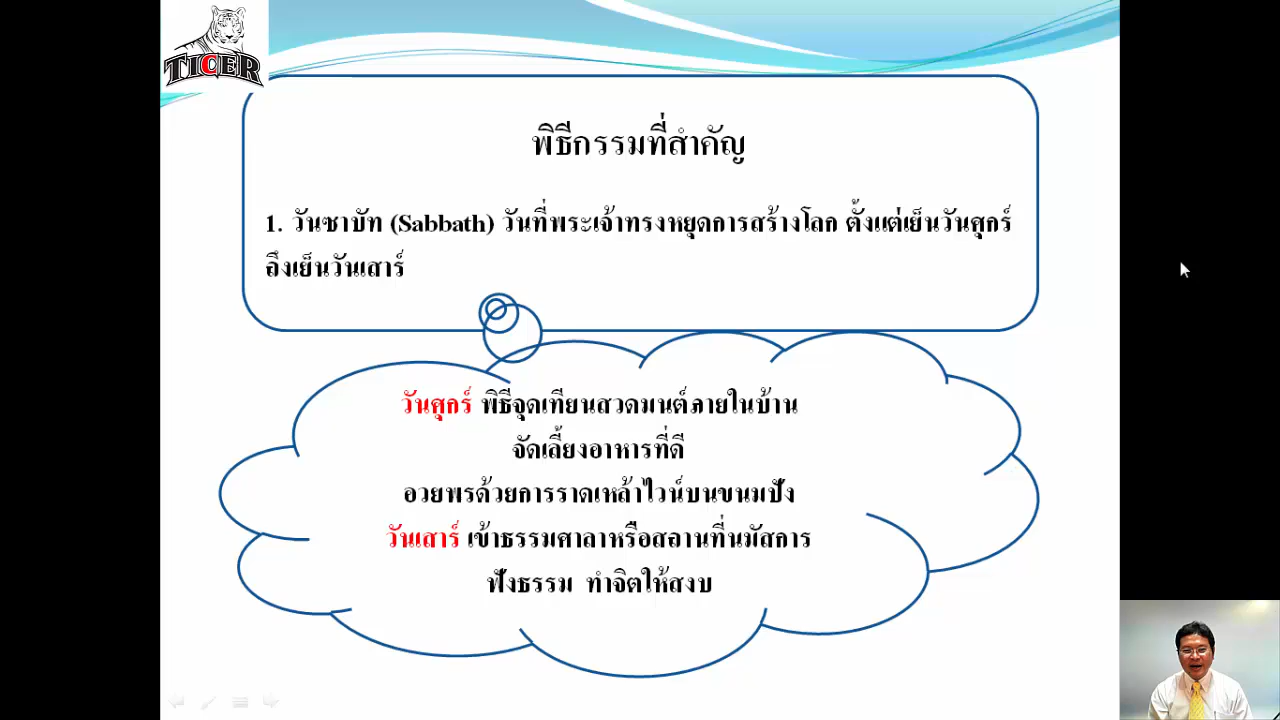 TIGER
พิธีกรรมที่สำคัญ
1. วันซาบัท (Sabbath) วันที่พระเจ้าทรงหยุดการสร้างโลก ตั้งแต่เย็นวันศุกร์
ถึงเย็นวันเสาร์
วันศุกร์ พิธีจุดเทียนสวดมนต์ภายในบ้าน
จัดเลี้ยงอาหารที่ดี
อวยพรด้วยการราดเหล้าไวน์บนขนมปัง
วันเสาร์ เข้าธรรมศาลาหรือสถานที่นมัสการ
ฟังธรรม ทำจิตให้สงบ